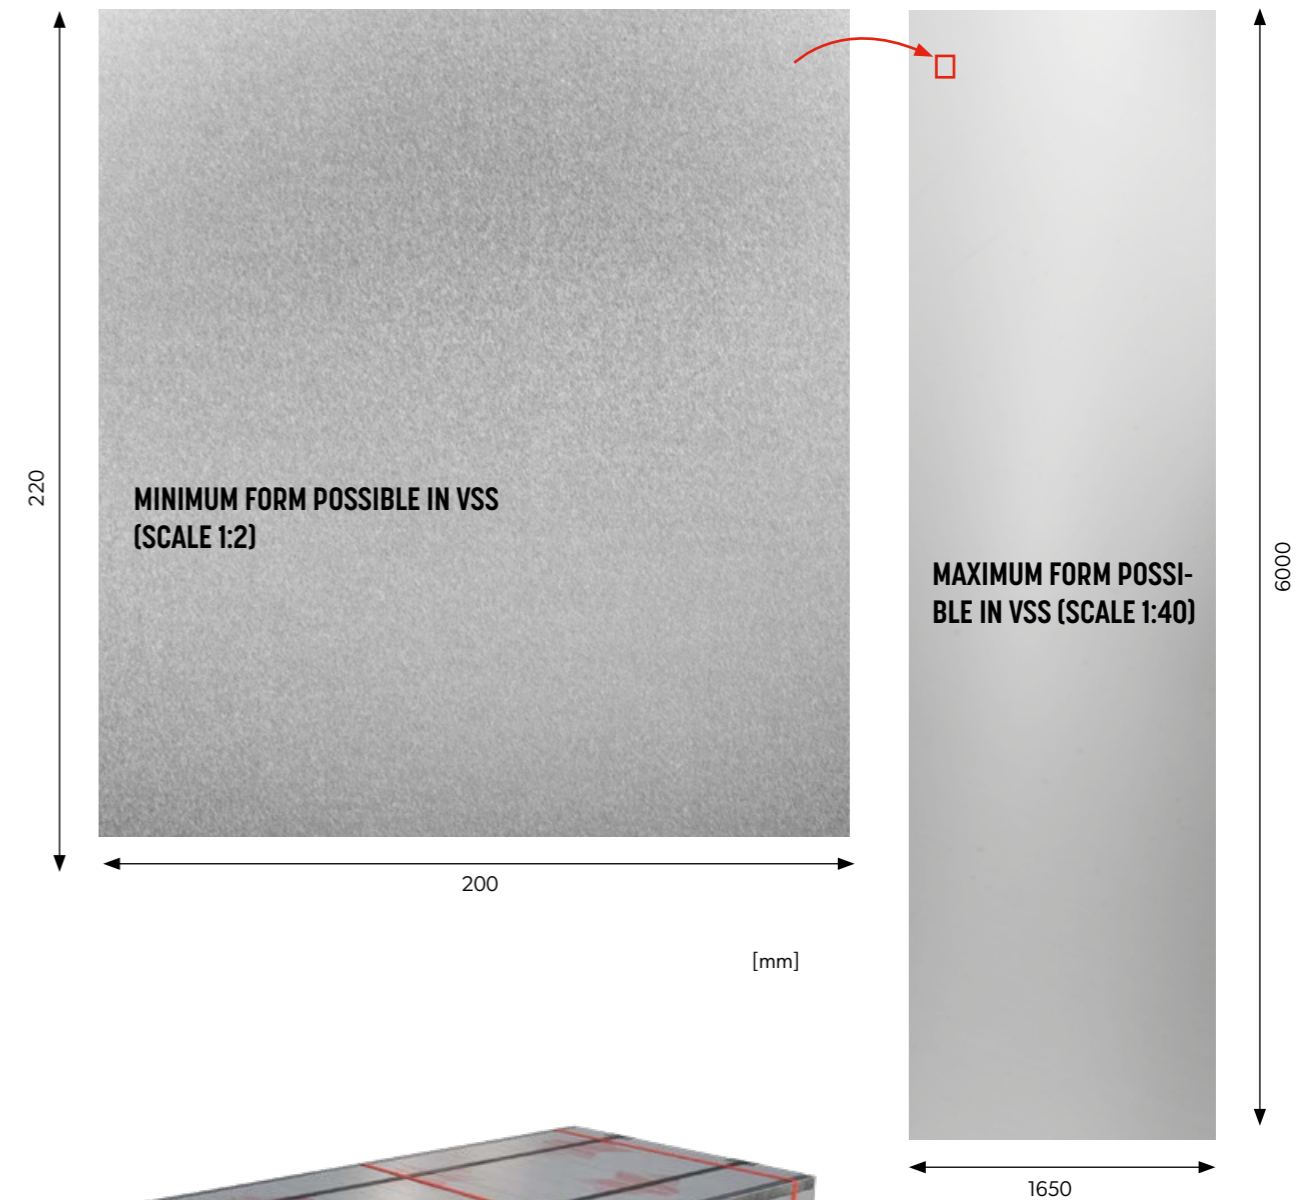 220
MINIMUM FORM POSSIBLE IN VSS
(SCALE 1:2)
200
[mm]
MAXIMUM FORM POSSI-
BLE IN VSS (SCALE 1:40)
6000
1650